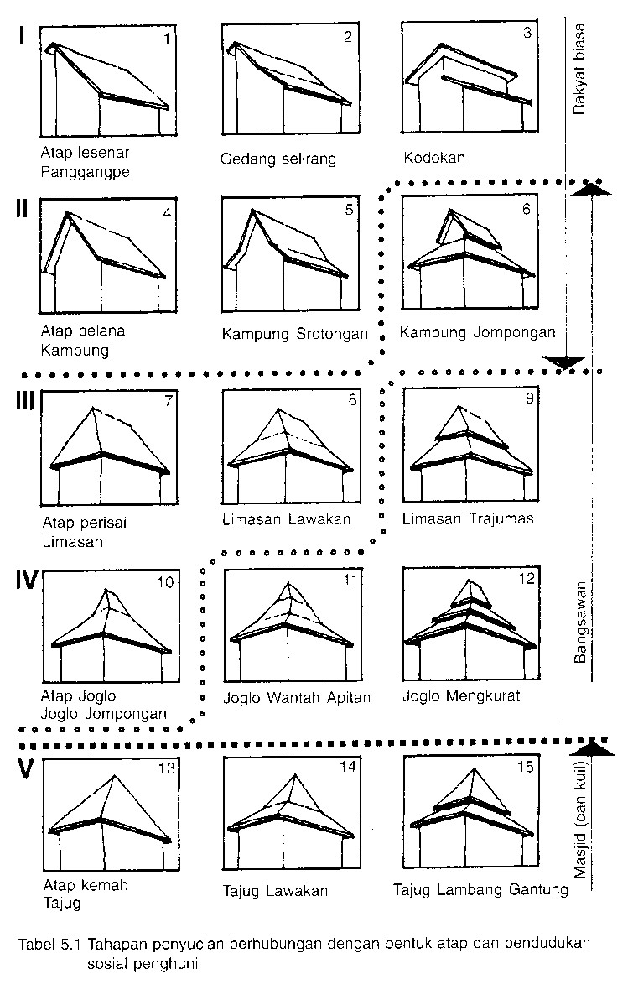 I
1
2
3
Atap lesenar
Panggangpe
Gedang selirang
Kodokan
Rakyat biasa
II
4
5
6
Atap pelana
Kampung
Kampung Srotongan
Kampung Jompongan
III
7
8
9
Atap perisai
Limasan
Limasan Lawakan
Limasan Trajumas
IV
10
11
12
Atap Joglo
Joglo Jompongan
Joglo Wantah Apitan
Joglo Mengkurat
Bangsawan
V
13
14
15
Atap kemah
Tajug
Tajug Lawakan
Tajug Lambang Gantung
Masjid (dan kuil)
Tabel 5.1 Tahapan penyucian berhubungan dengan bentuk atap dan pendudukan
sosial penghuni